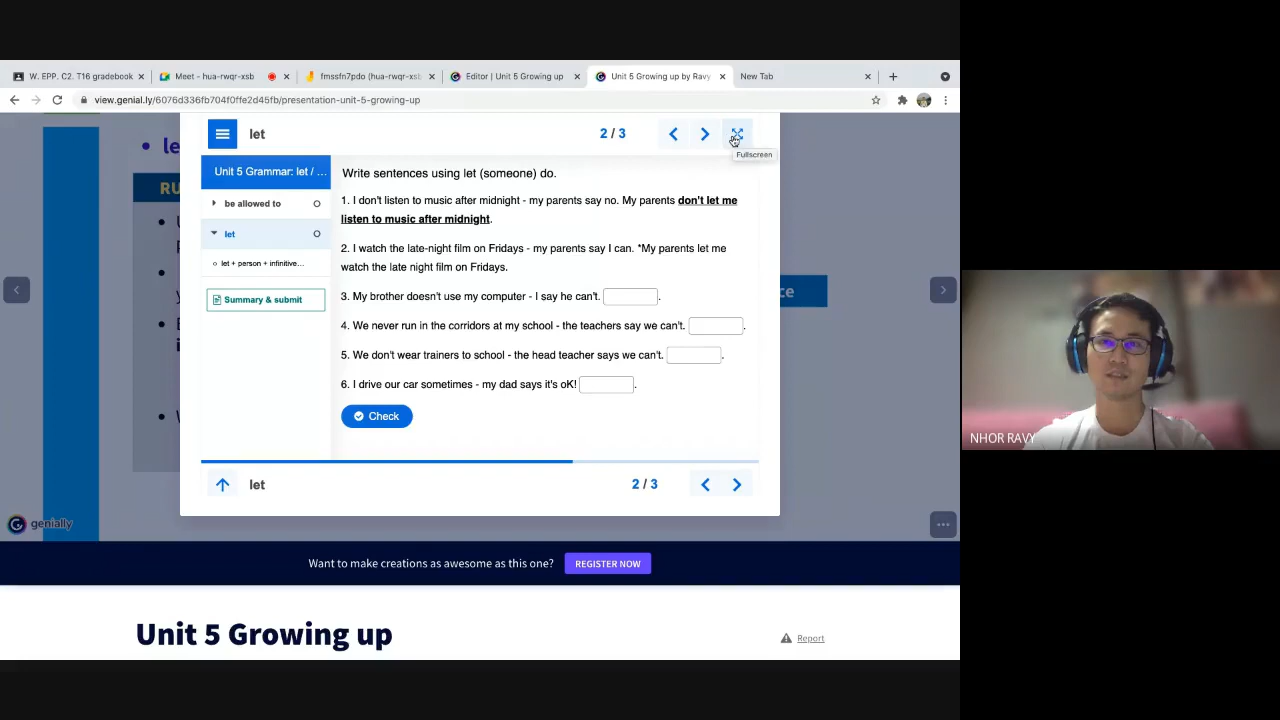 W. EPP. C2. T16 gradebook
Meet - hua-rwqr-xsb
fmssfn7pdo (hua-rwqr-xsb
Editor | Unit 5 Growing up
Unit 5 Growing up by Ravy
New Tab
view.genial.ly/6076d336fb704f0ffe2d45fb/presentation-unit-5-growing-up
let
2 / 3
Fullscreen
Unit 5 Grammar: let / ...
be allowed to
let
let + person + infinitive...
Summary & submit
Write sentences using let (someone) do.
1. I don't listen to music after midnight - my parents say no. My parents don't let me
listen to music after midnight.
2. I watch the late-night film on Fridays - my parents say I can. *My parents let me
watch the late night film on Fridays.
3. My brother doesn't use my computer - I say he can't. .
4. We never run in the corridors at my school - the teachers say we can't. .
5. We don't wear trainers to school - the head teacher says we can't. .
6. I drive our car sometimes - my dad says it's oK! .
Check
let
2 / 3
le
RU
ce
genially
Want to make creations as awesome as this one?
REGISTER NOW
Unit 5 Growing up
Report
NHOR RAVY